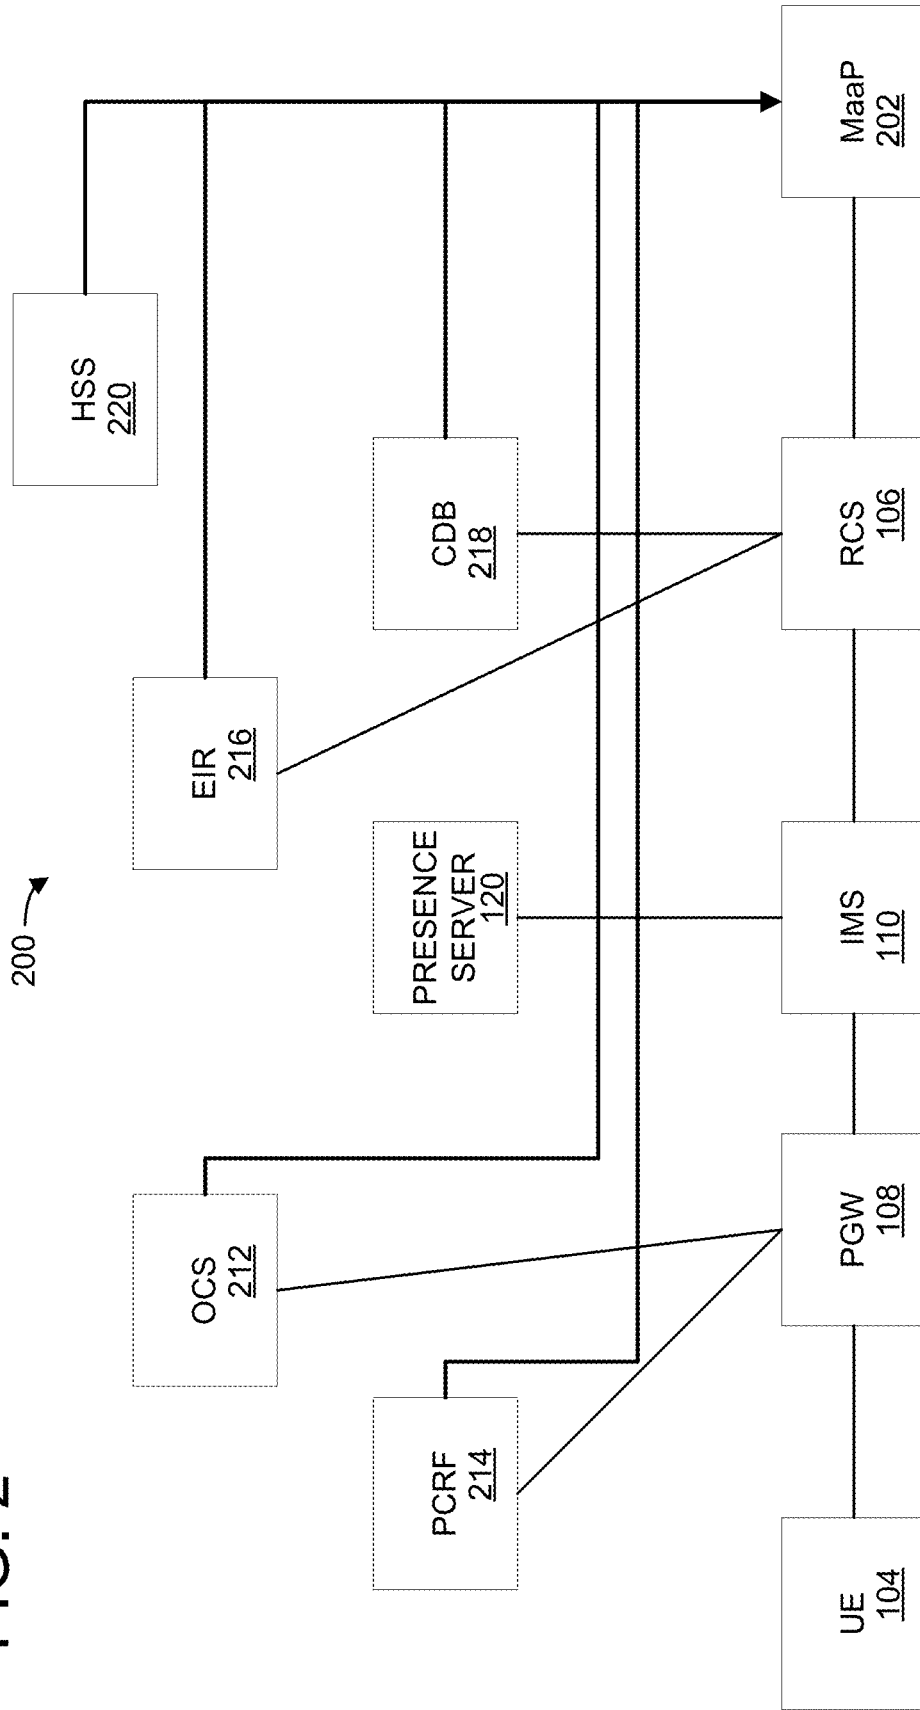 FIG. 2
200
HSS
220
OCS
212
EIR
216
PCRF
214
PRESENCE
SERVER
120
CDB
218
UE
104
PGW
108
IMS
110
RCS
106
MaaP
202